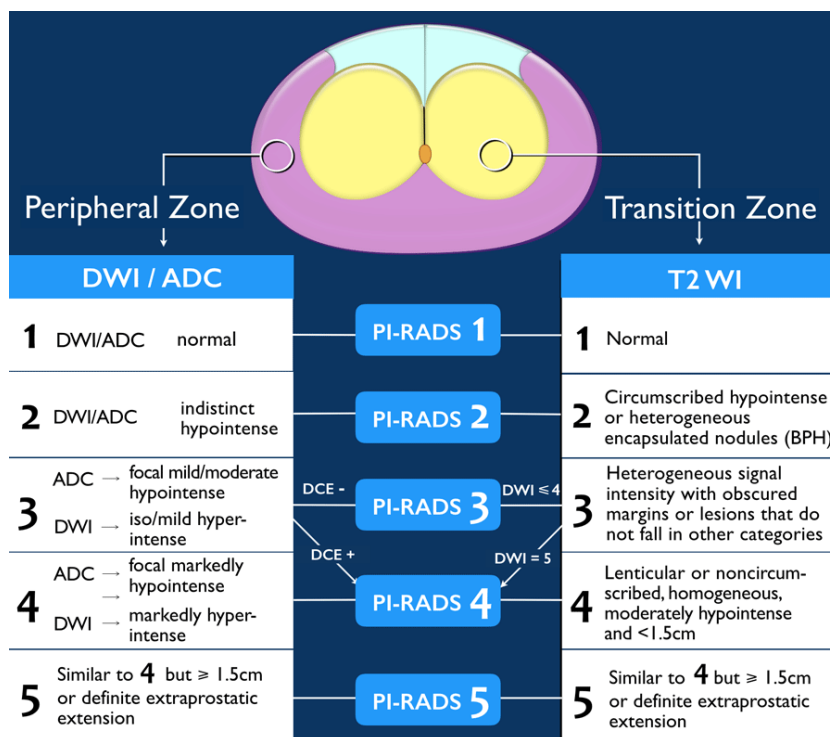 Peripheral Zone
Transition Zone
DWI / ADC
1 DWI/ADC normal
2 DWI/ADC indistinct
hypointense
3 ADC → focal mild/moderate
hypointense
DWI → iso/mild hyper-
intense
4 ADC → focal markedly
→ hypointense
DWI → markedly hyper-
intense
5 Similar to 4 but ≥ 1.5cm
or definite extraprostatic
extension
PI-RADS 1
PI-RADS 2
DCE - PI-RADS 3 DWI ≤ 4
DCE + DWI = 5
PI-RADS 4
PI-RADS 5
T2 WI
1 Normal
2 Circumscribed hypointense
or heterogeneous
encapsulated nodules (BPH)
3 Heterogeneous signal
intensity with obscured
margins or lesions that do
not fall in other categories
4 Lenticular or noncircum-
scribed, homogeneous,
moderately hypointense
and <1.5cm
5 Similar to 4 but ≥ 1.5cm
or definite extraprostatic
extension